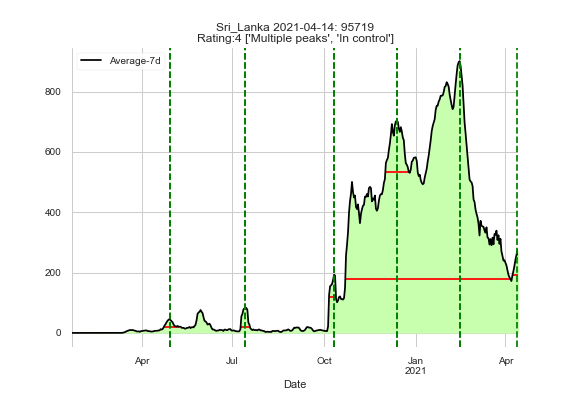 Sri_Lanka 2021-04-14: 95719
Rating:4 ['Multiple peaks', 'In control']
Average-7d
800
600
400
200
0
Apr Jul Oct Jan Apr
2021
Date